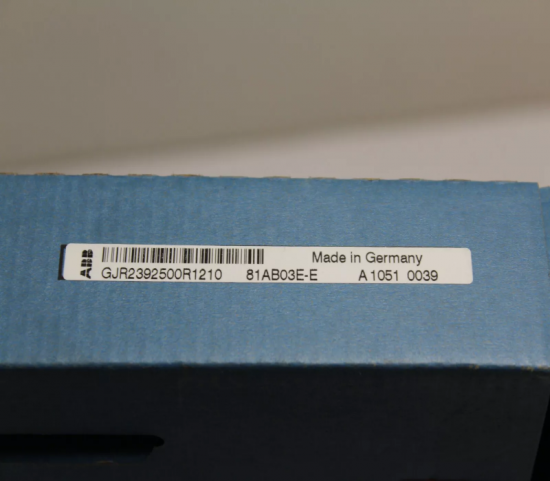 ABB
Made in Germany
GJR2392500R1210 81AB03E-E A1051 0039